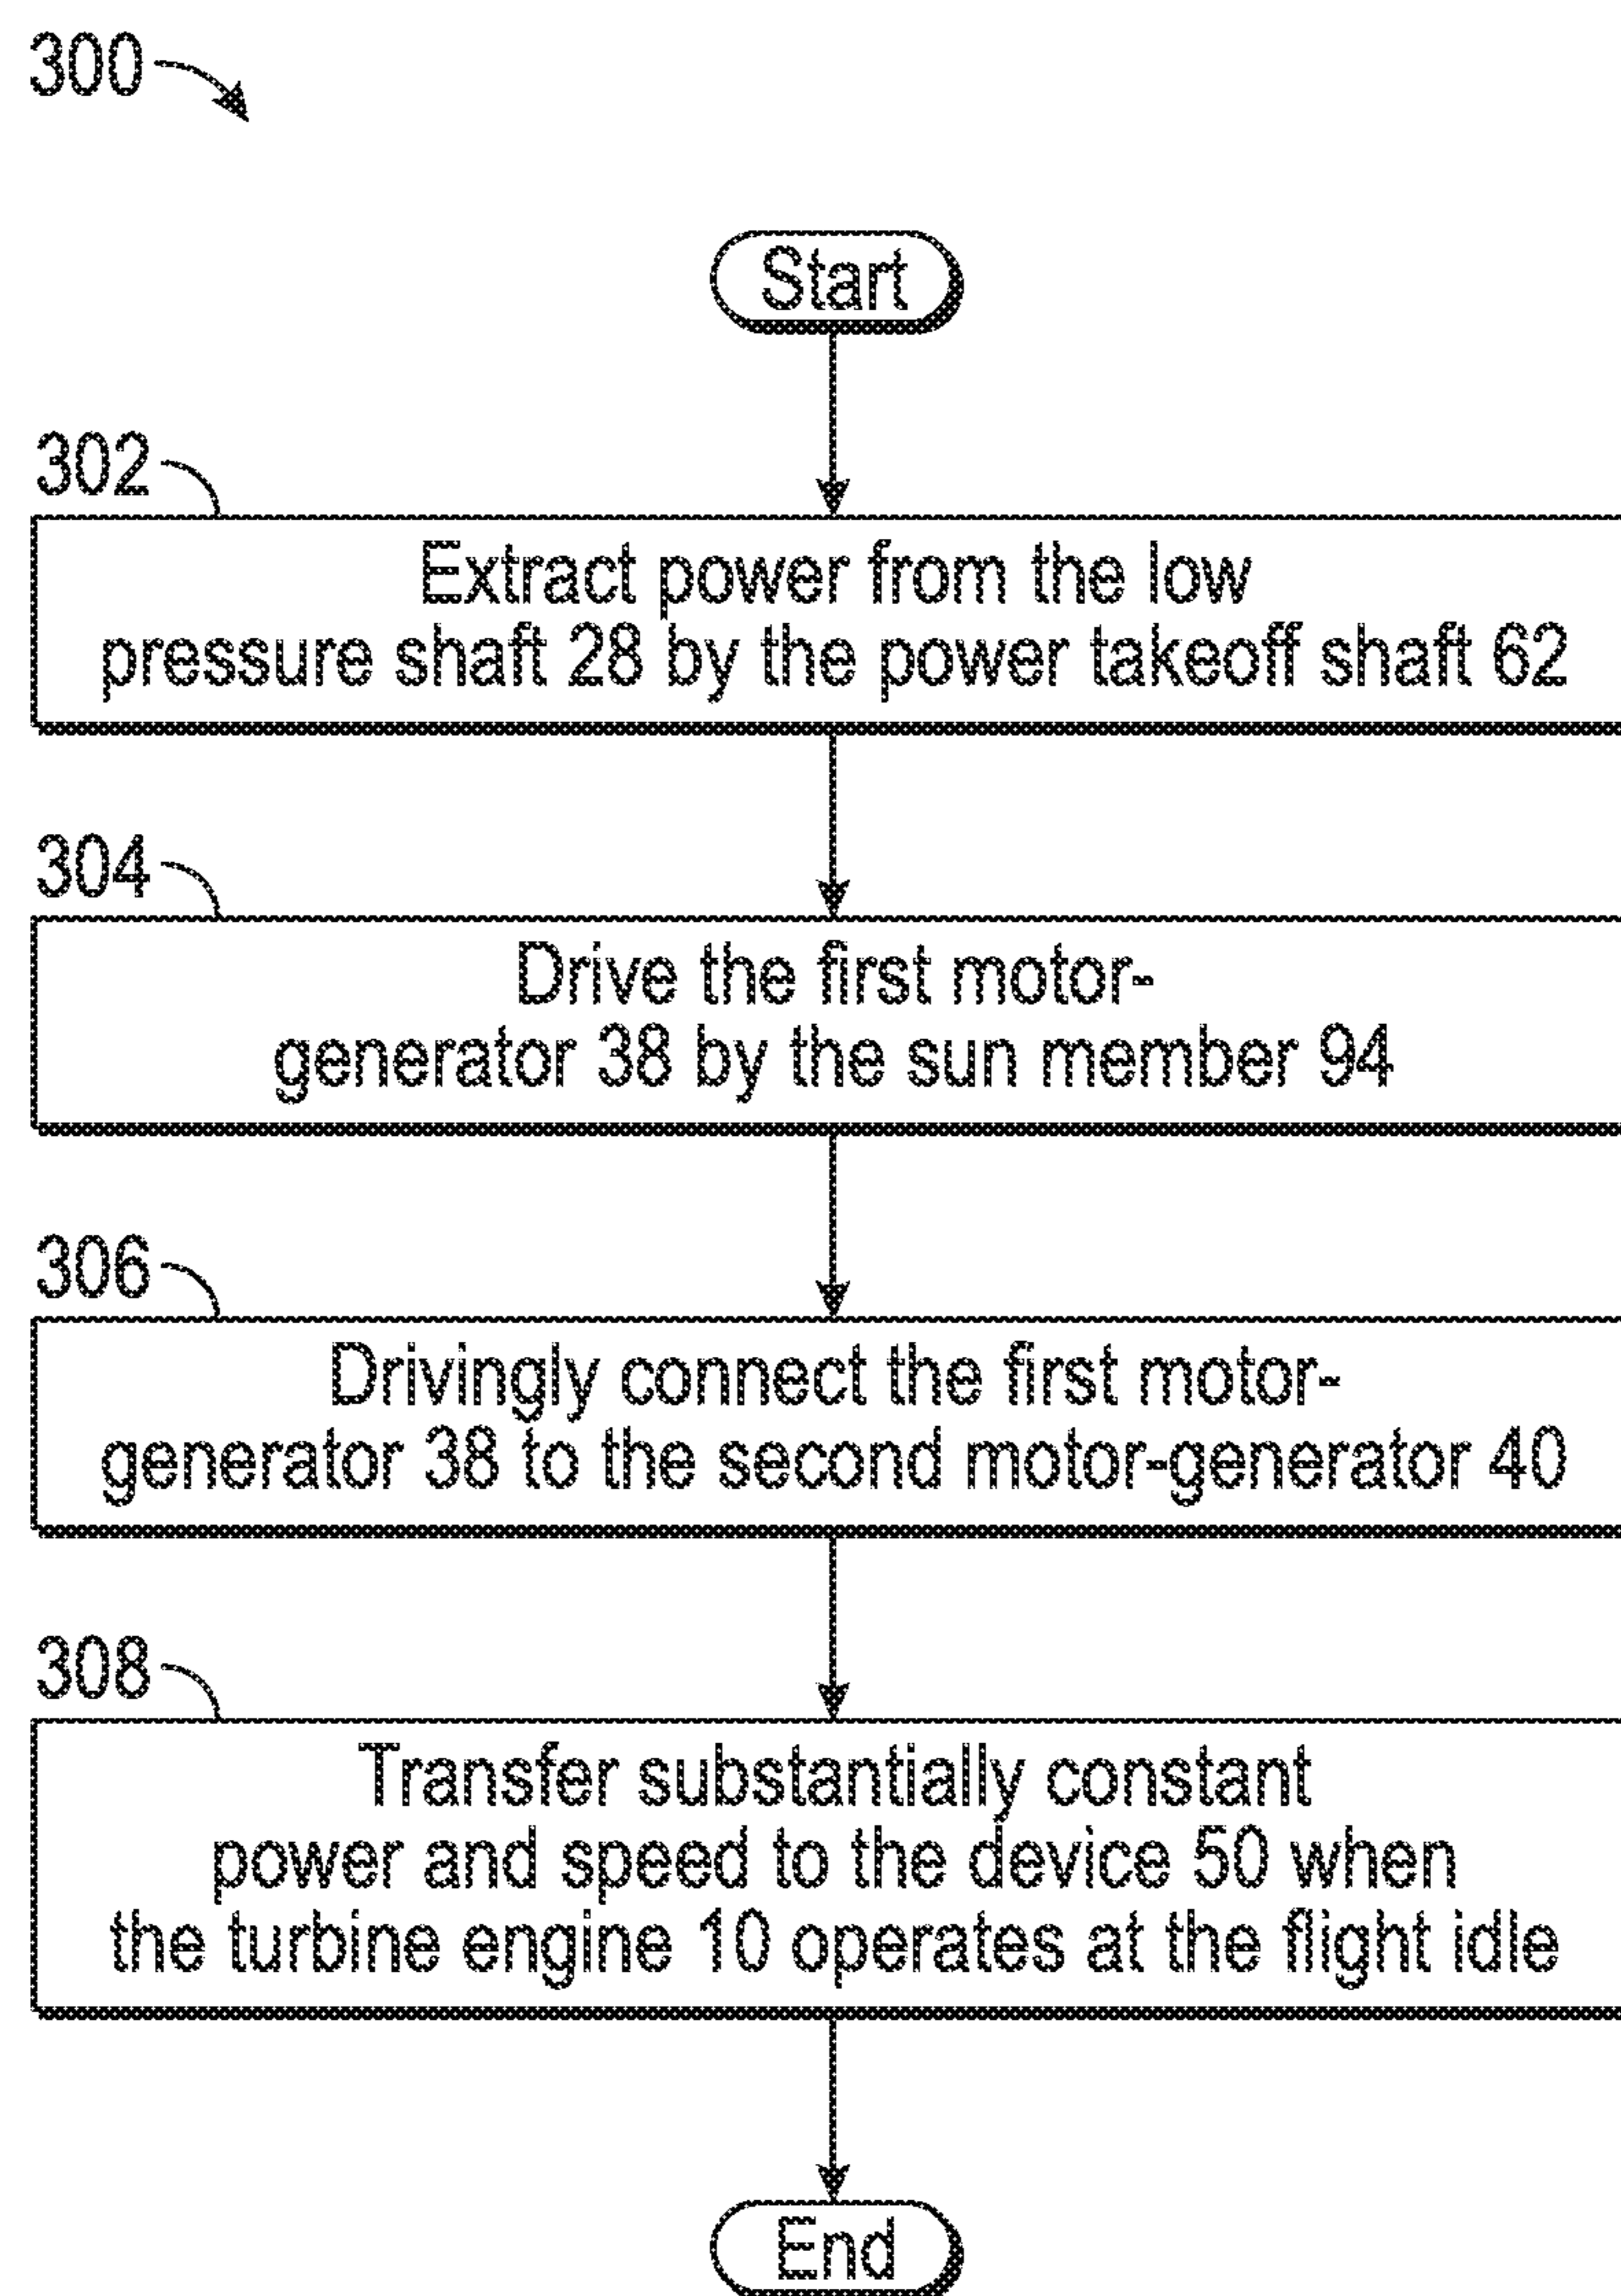 300
Start
302
Extract power from the low
pressure shaft 28 by the power takeoff shaft 62
304
Drive the first motor-
generator 38 by the sun member 94
306
Drivingly connect the first motor-
generator 38 to the second motor-generator 40
308
Transfer substantially constant
power and speed to the device 50 when
the turbine engine 10 operates at the flight idle
End